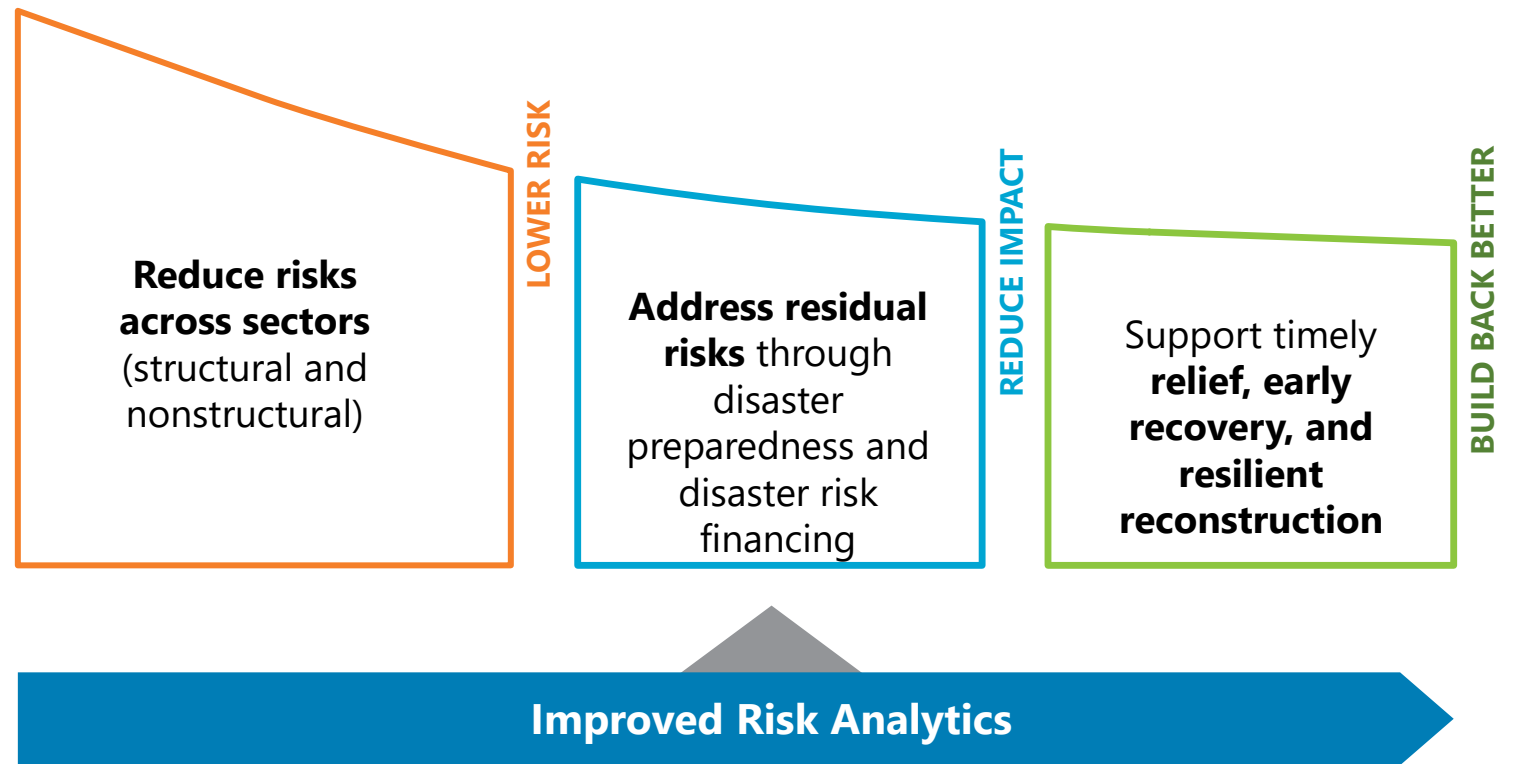 Reduce risks
across sectors
(structural and
nonstructural)
LOWER RISK
Address residual
risks through
disaster
preparedness and
disaster risk
financing
REDUCE IMPACT
Support timely
relief, early
recovery, and
resilient
reconstruction
BUILD BACK BETTER
Improved Risk Analytics